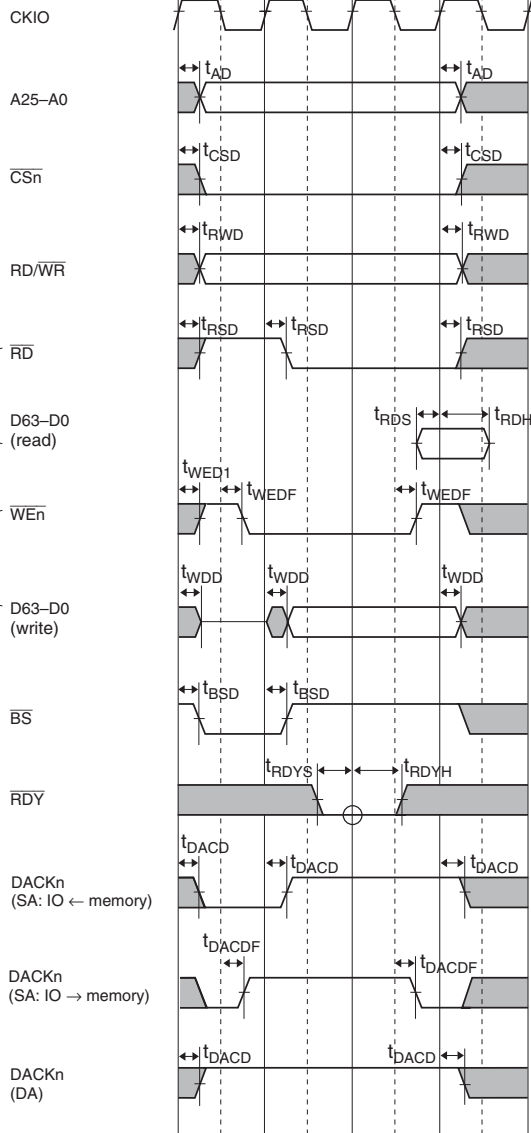 CKIO
tAD tAD
A25–A0
tCSD tCSD
CSn
tRWD tRWD
RD/WR
tRSD tRSD tRSD
RD
D63–D0
(read)
tRDS tRDH
tWED1
tWEDF tWEDF
WEn
tWDD tWDD tWDD
D63–D0
(write)
tBSD tBSD
BS
tRDYS tRDYH
RDY
tDACD tDACD tDACD
DACKn
(SA: IO ← memory)
tDACDF tDACDF
DACKn
(SA: IO → memory)
tDACD tDACD
DACKn
(DA)